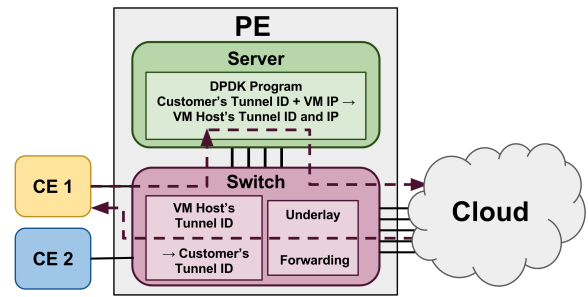 PE
Server
DPDK Program
Customer's Tunnel ID + VM IP →
VM Host's Tunnel ID and IP
CE 1
CE 2
Switch
VM Host's
Tunnel ID
→ Customer's
Tunnel ID
Underlay
Forwarding
Cloud